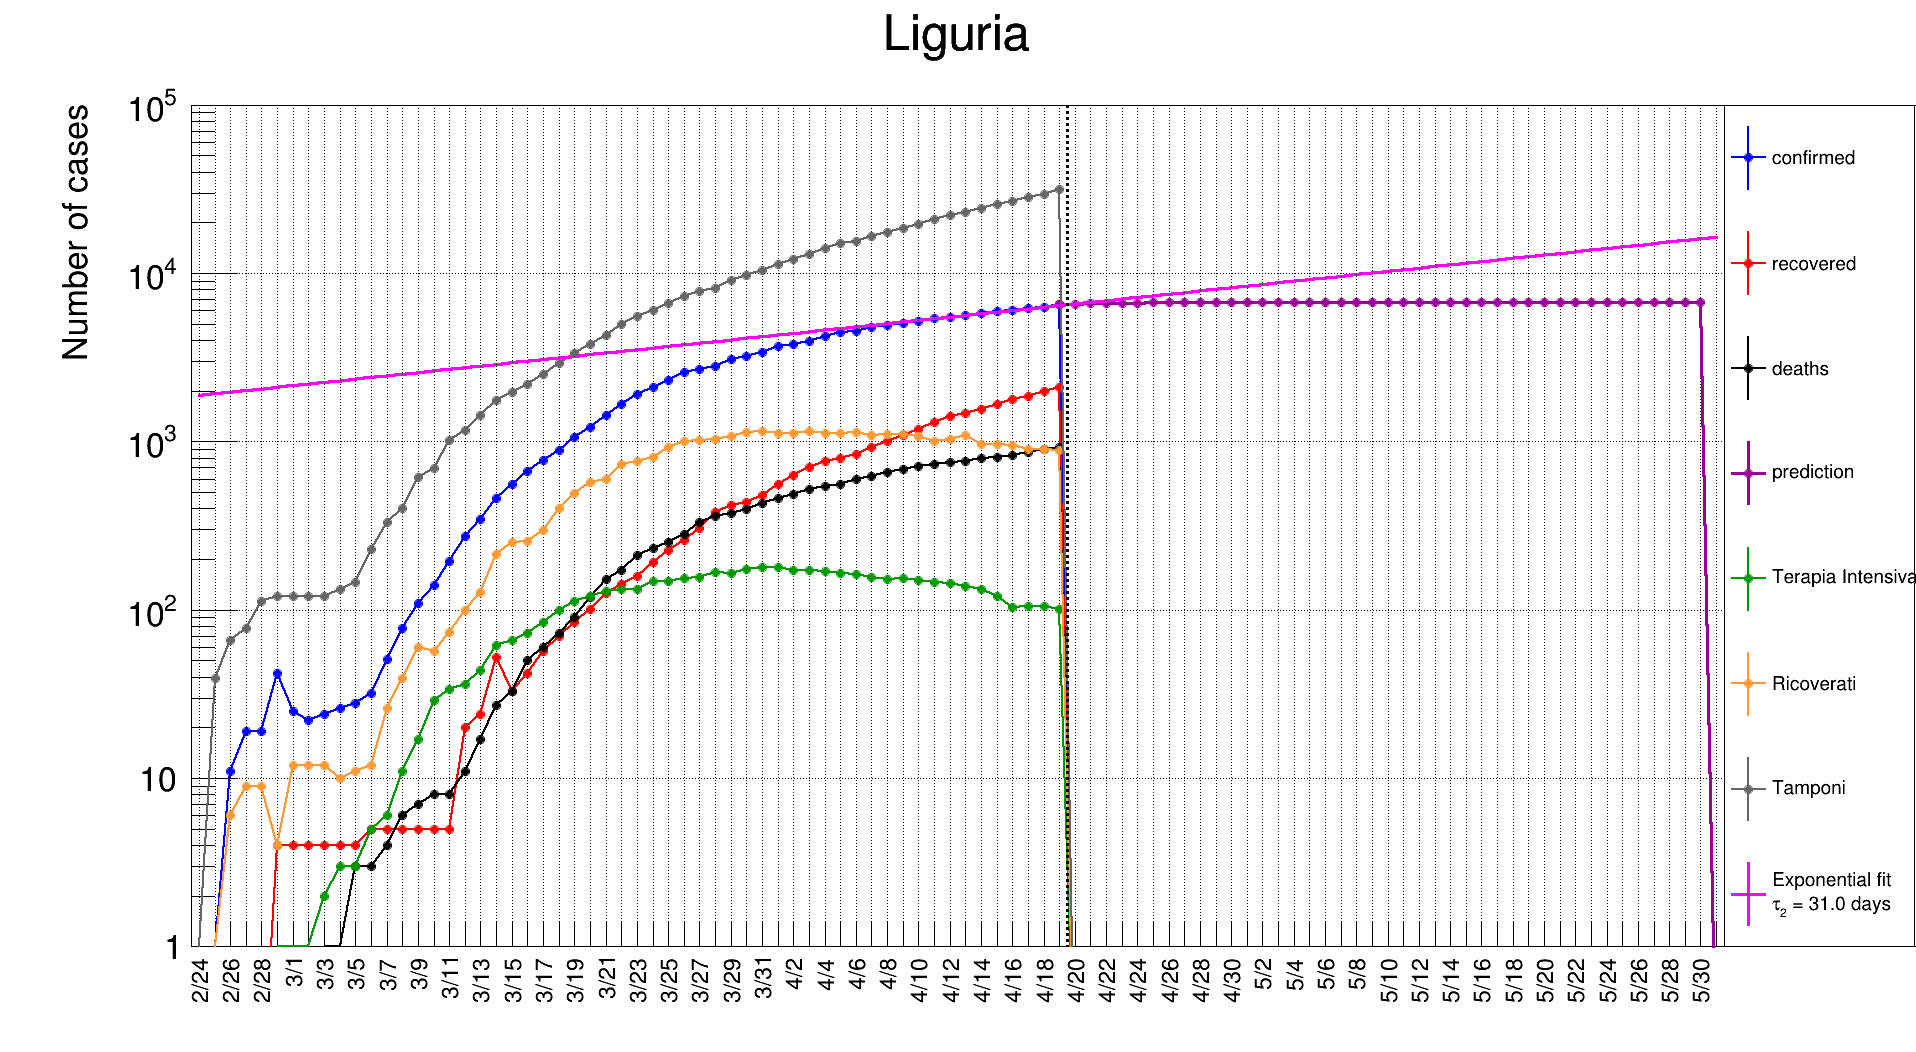 Liguria
Number of cases
10^5
10^4
10^3
10^2
10
1
2/24 2/26 2/28 3/1 3/3 3/5 3/7 3/9 3/11 3/13 3/15 3/17 3/19 3/21 3/23 3/25 3/27 3/29 3/31 4/2 4/4 4/6 4/8 4/10 4/12 4/14 4/16 4/18 4/20 4/22 4/24 4/26 4/28 4/30 5/2 5/4 5/6 5/8 5/10 5/12 5/14 5/16 5/18 5/20 5/22 5/24 5/26 5/28 5/30
confirmed
recovered
deaths
prediction
Terapia Intensiva
Ricoverati
Tamponi
Exponential fit
τ₂ = 31.0 days